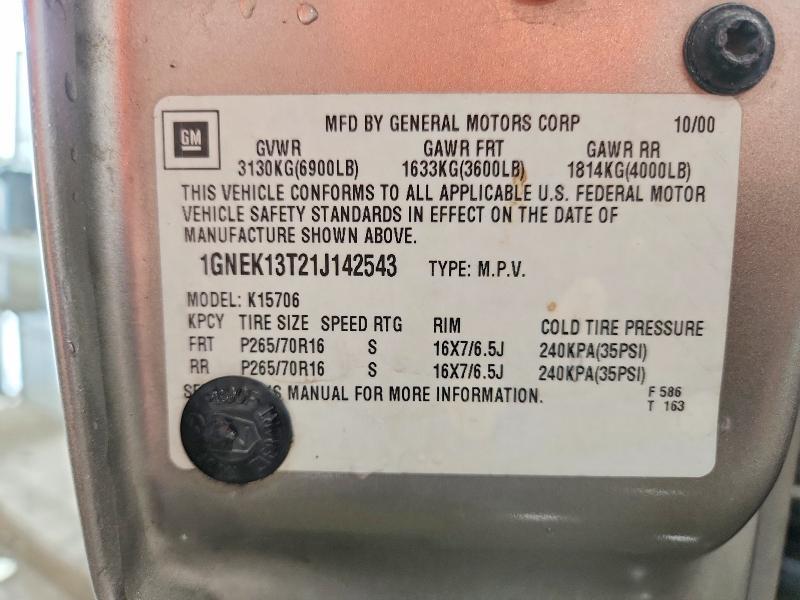 GM
MFD BY GENERAL MOTORS CORP 10/00
GVWR GAWR FRT GAWR RR
3130KG(6900LB) 1633KG(3600LB) 1814KG(4000LB)
THIS VEHICLE CONFORMS TO ALL APPLICABLE U.S. FEDERAL MOTOR
VEHICLE SAFETY STANDARDS IN EFFECT ON THE DATE OF
MANUFACTURE SHOWN ABOVE.
1GNEK13T21J142543 TYPE: M.P.V.
MODEL: K15706
KPCY TIRE SIZE SPEED RTG RIM COLD TIRE PRESSURE
FRT P265/70R16 S 16X7/6.5J 240KPA(35PSI)
RR P265/70R16 S 16X7/6.5J 240KPA(35PSI)
MANUAL FOR MORE INFORMATION.
F 586
T 163